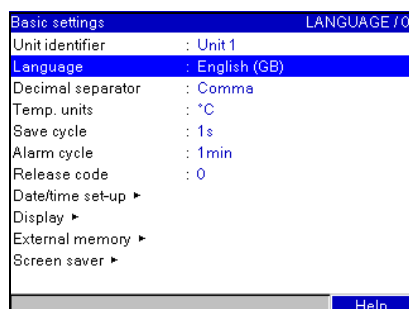 Basic settings LANGUAGE / 0
Unit identifier : Unit 1
Language : English (GB)
Decimal separator : Comma
Temp. units : °C
Save cycle : 1s
Alarm cycle : 1min
Release code : 0
Date/time set-up ►
Display ►
External memory ►
Screen saver ►
Help